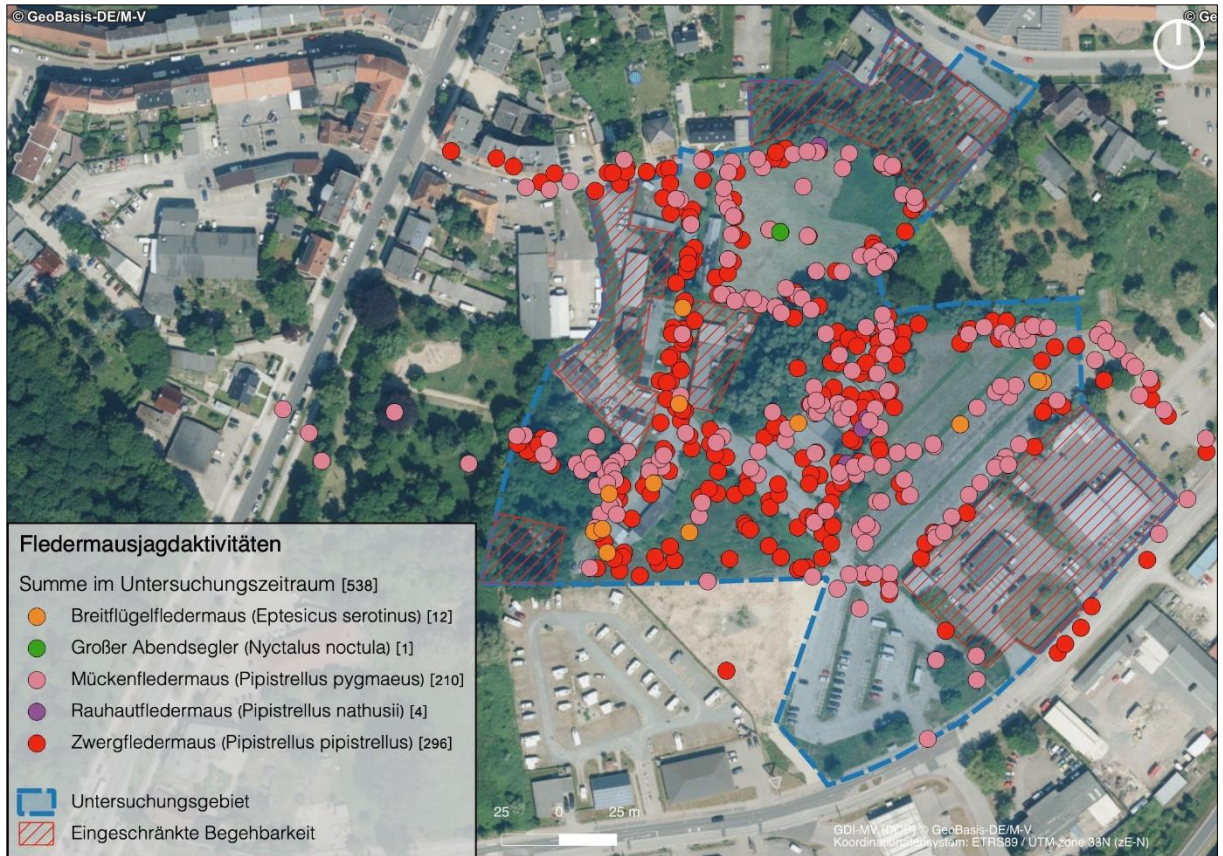 © GeoBasis-DE/M-V
© Ge
Fledermausjagdaktivitäten
Summe im Untersuchungszeitraum [538]
Breitflügelfledermaus (Eptesicus serotinus) [12]
Großer Abendsegler (Nyctalus noctula) [1]
Mückenfledermaus (Pipistrellus pygmaeus) [210]
Rauhautfledermaus (Pipistrellus nathusii) [4]
Zwergfledermaus (Pipistrellus pipistrellus) [296]
Untersuchungsgebiet
Eingeschränkte Begehbarkeit
25 0 25 m
GDI-MV (DOP) © GeoBasis-DE/M-V
Koordinatenbezugssystem: ETRS89 / UTM zone 33N (zE-N)